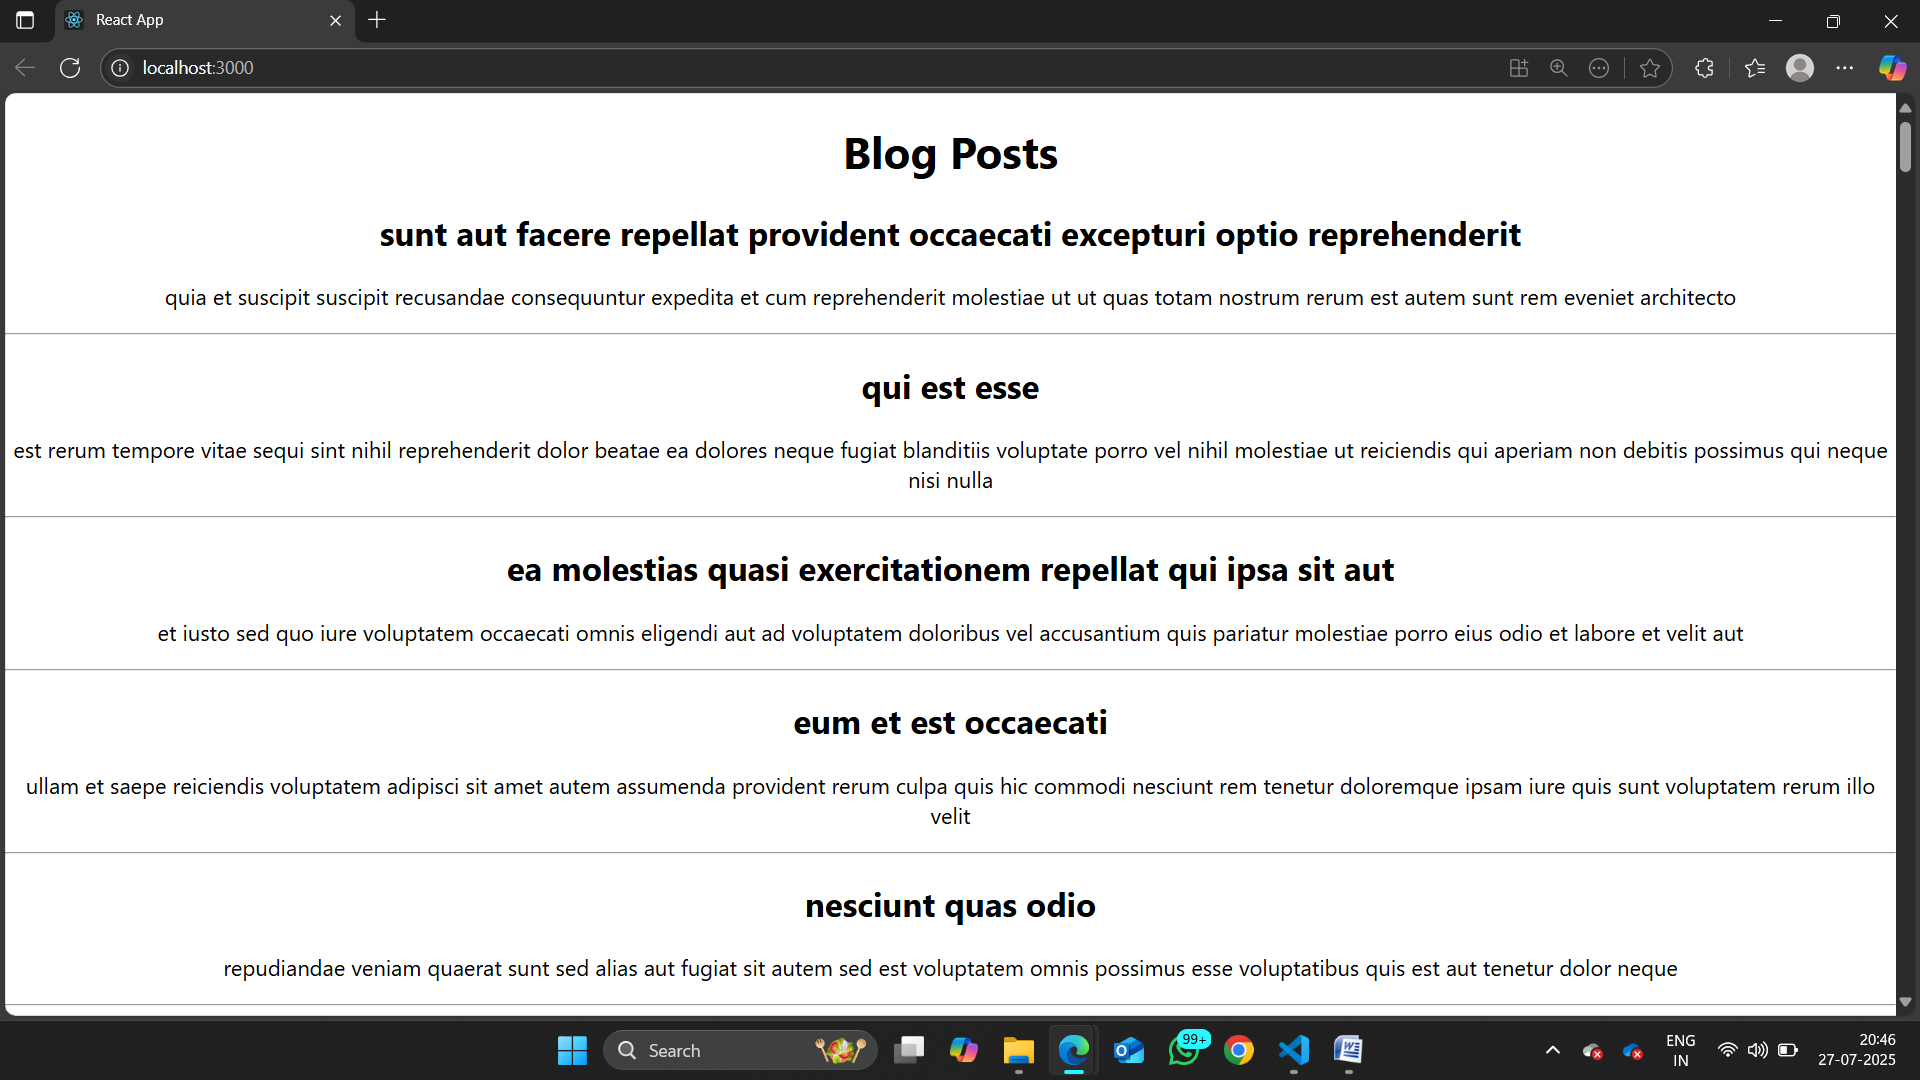 React App
localhost:3000
Blog Posts
sunt aut facere repellat provident occaecati excepturi optio reprehenderit
quia et suscipit suscipit recusandae consequuntur expedita et cum reprehenderit molestiae ut ut quas totam nostrum rerum est autem sunt rem eveniet architecto
qui est esse
est rerum tempore vitae sequi sint nihil reprehenderit dolor beatae ea dolores neque fugiat blanditiis voluptate porro vel nihil molestiae ut reiciendis qui aperiam non debitis possimus qui neque
nisi nulla
ea molestias quasi exercitationem repellat qui ipsa sit aut
et iusto sed quo iure voluptatem occaecati omnis eligendi aut ad voluptatem doloribus vel accusantium quis pariatur molestiae porro eius odio et labore et velit aut
eum et est occaecati
ullam et saepe reiciendis voluptatem adipisci sit amet autem assumenda provident rerum culpa quis hic commodi nesciunt rem tenetur doloremque ipsam iure quis sunt voluptatem rerum illo
velit
nesciunt quas odio
repudiandae veniam quaerat sunt sed alias aut fugiat sit autem sed est voluptatem omnis possimus esse voluptatibus quis est aut tenetur dolor neque
Search
99+
ENG
IN
20:46
27-07-2025